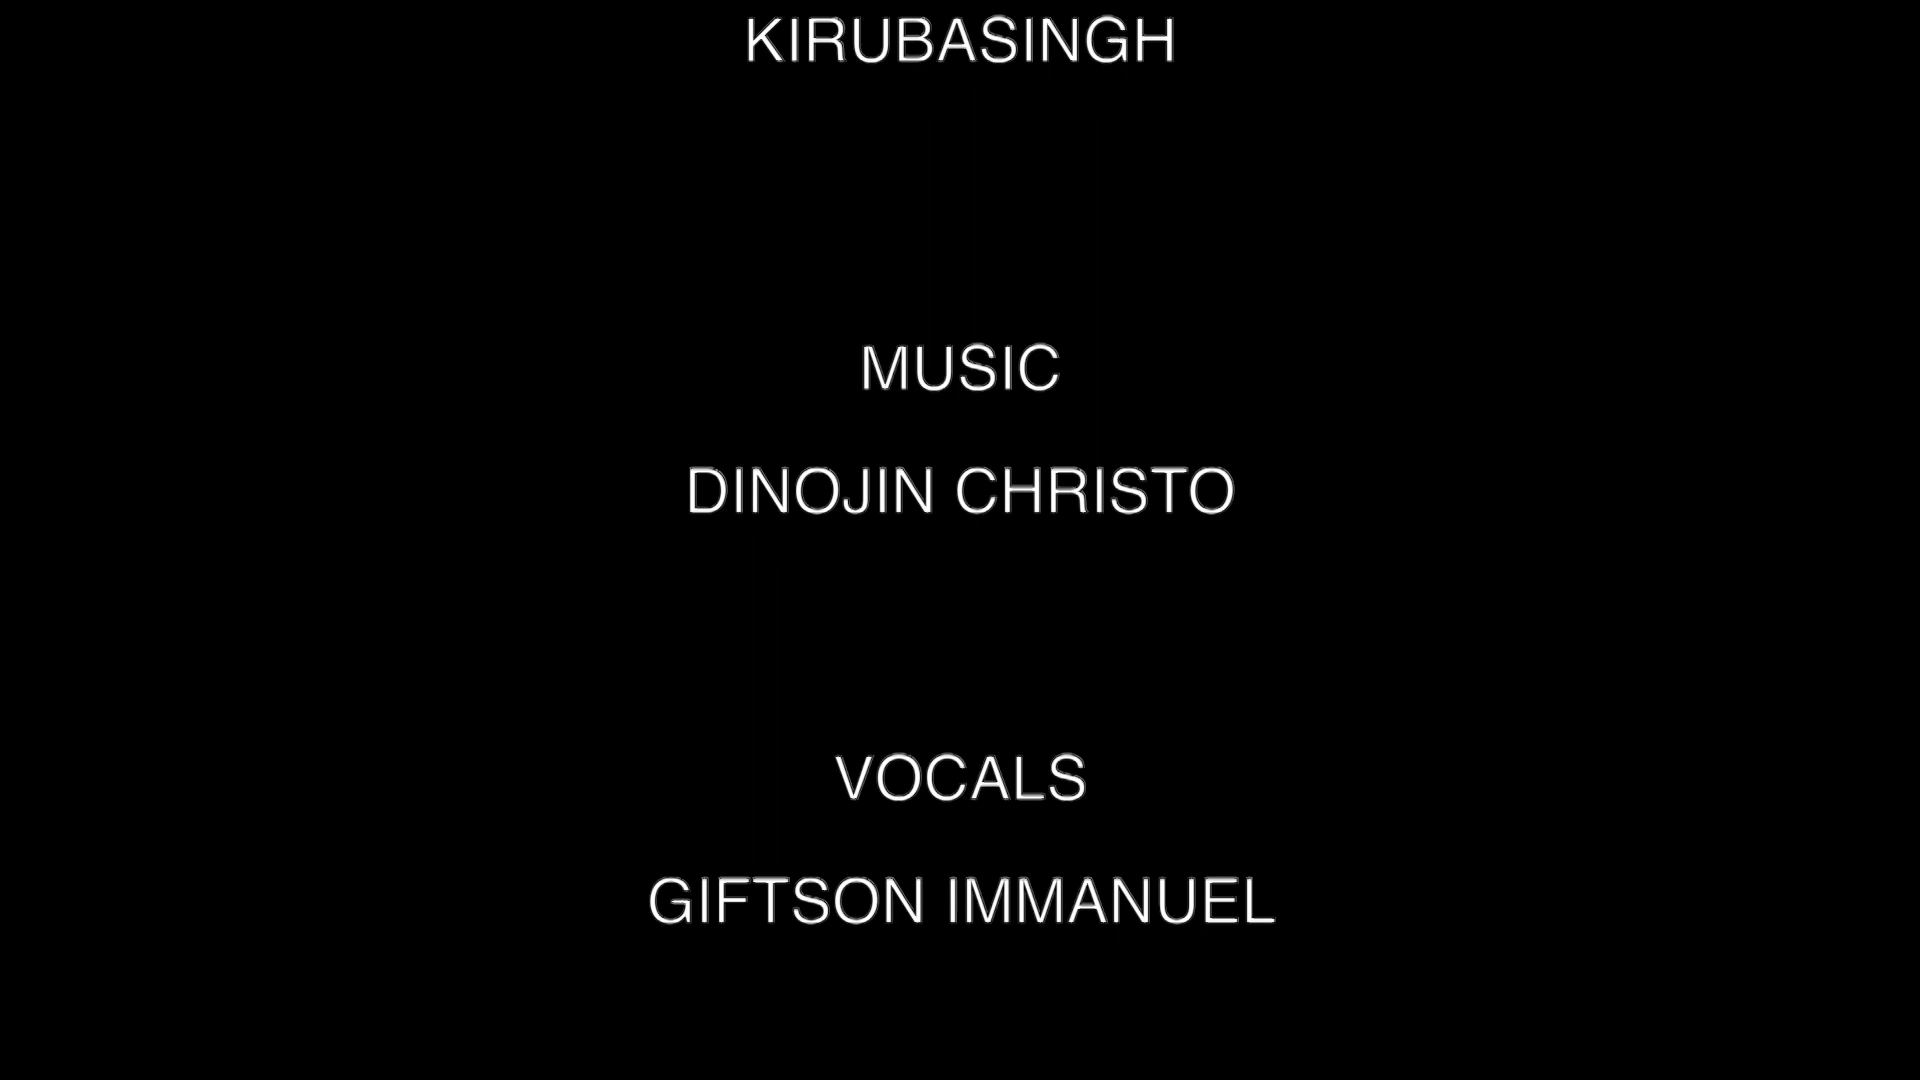 KIRUBASINGH
MUSIC
DINOJIN CHRISTO
VOCALS
GIFTSON IMMANUEL